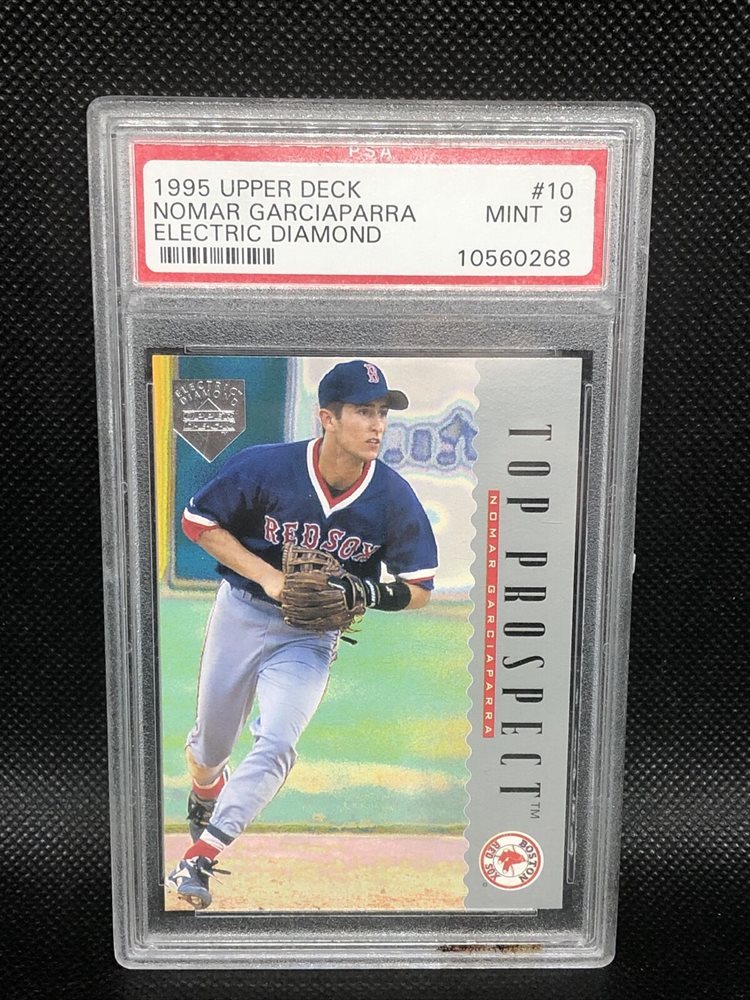 PSA
1995 UPPER DECK #10
NOMAR GARCIAPARRA MINT 9
ELECTRIC DIAMOND
10560268
ELECTRIC
DIAMOND
UPPER
DECK
B
RED SOX
TOP PROSPECT™
NOMAR GARCIAPARRA
BOSTON
RED SOX